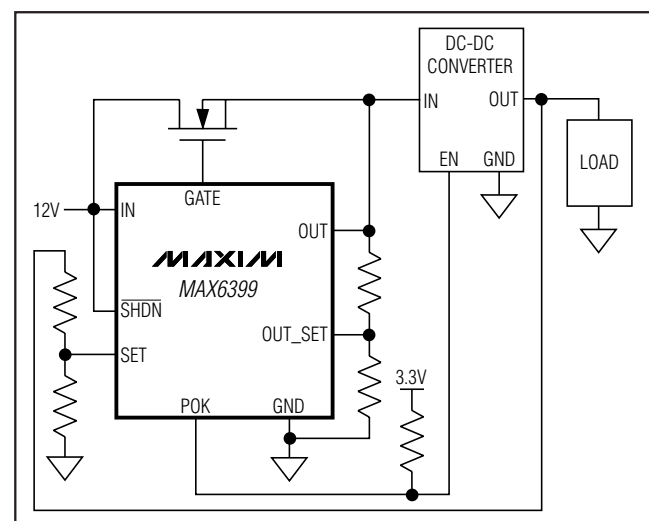 DC-DC
CONVERTER
IN
OUT
EN
GND
LOAD
12V
IN
GATE
OUT
MAXIM
MAX6399
SHDN
OUT_SET
SET
3.3V
POK
GND